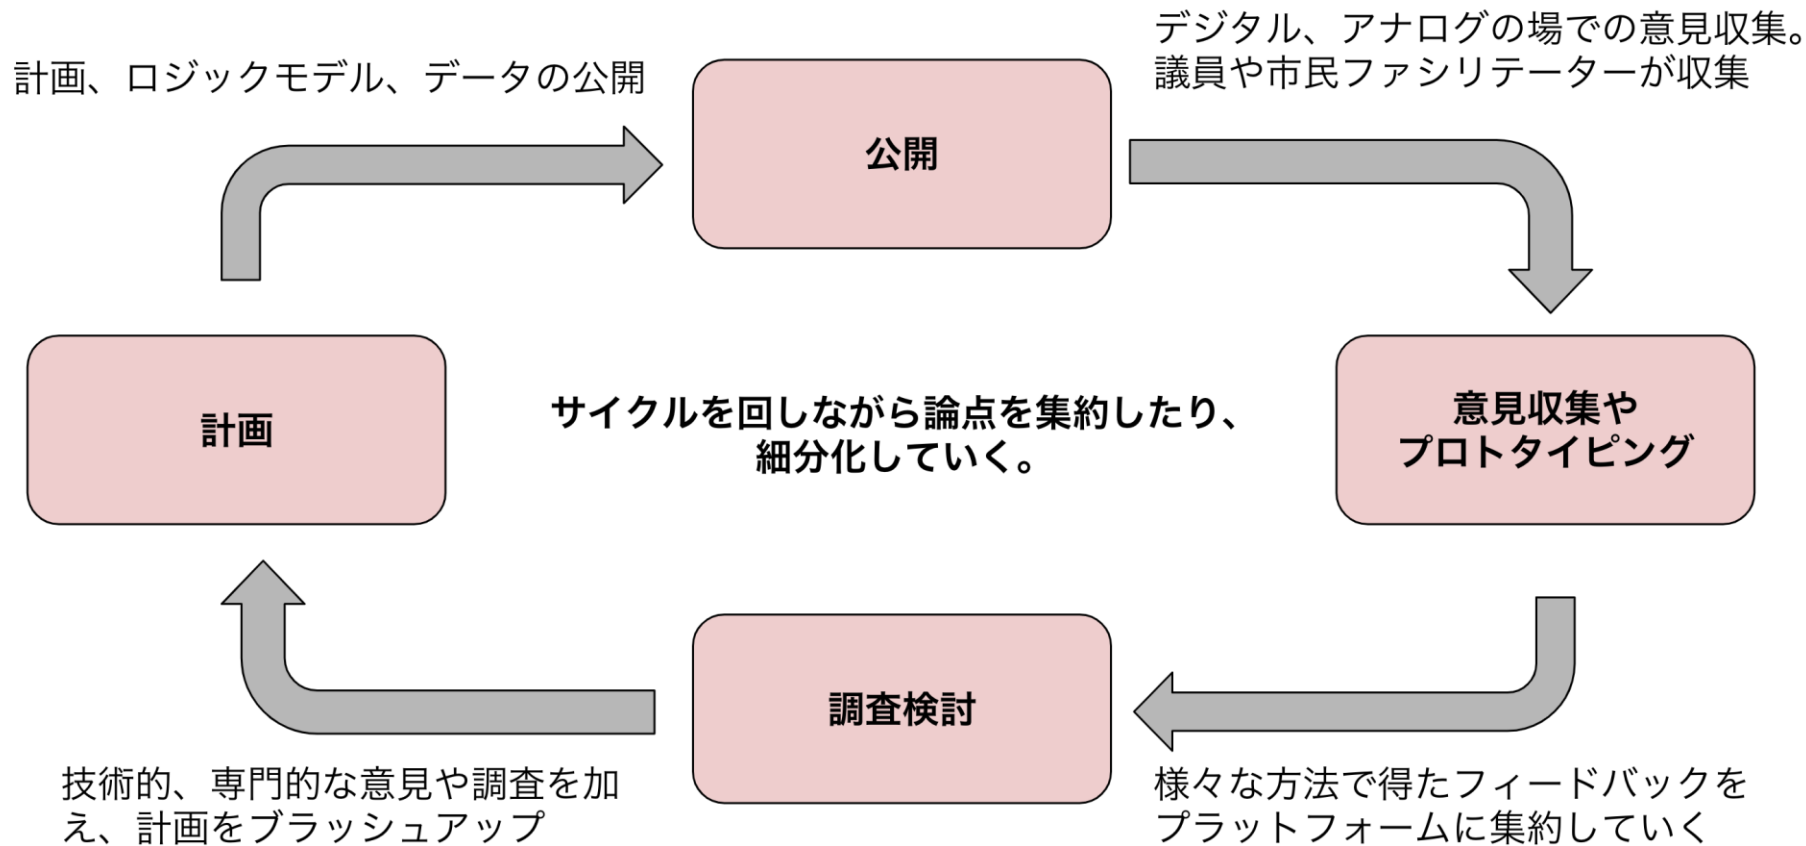 計画、ロジックモデル、データの公開
デジタル、アナログの場での意見収集。
議員や市民ファシリテーターが収集
公開
計画
サイクルを回しながら論点を集約したり、
細分化していく。
意見収集や
プロトタイピング
調査検討
技術的、専門的な意見や調査を加
え、計画をブラッシュアップ
様々な方法で得たフィードバックを
プラットフォームに集約していく